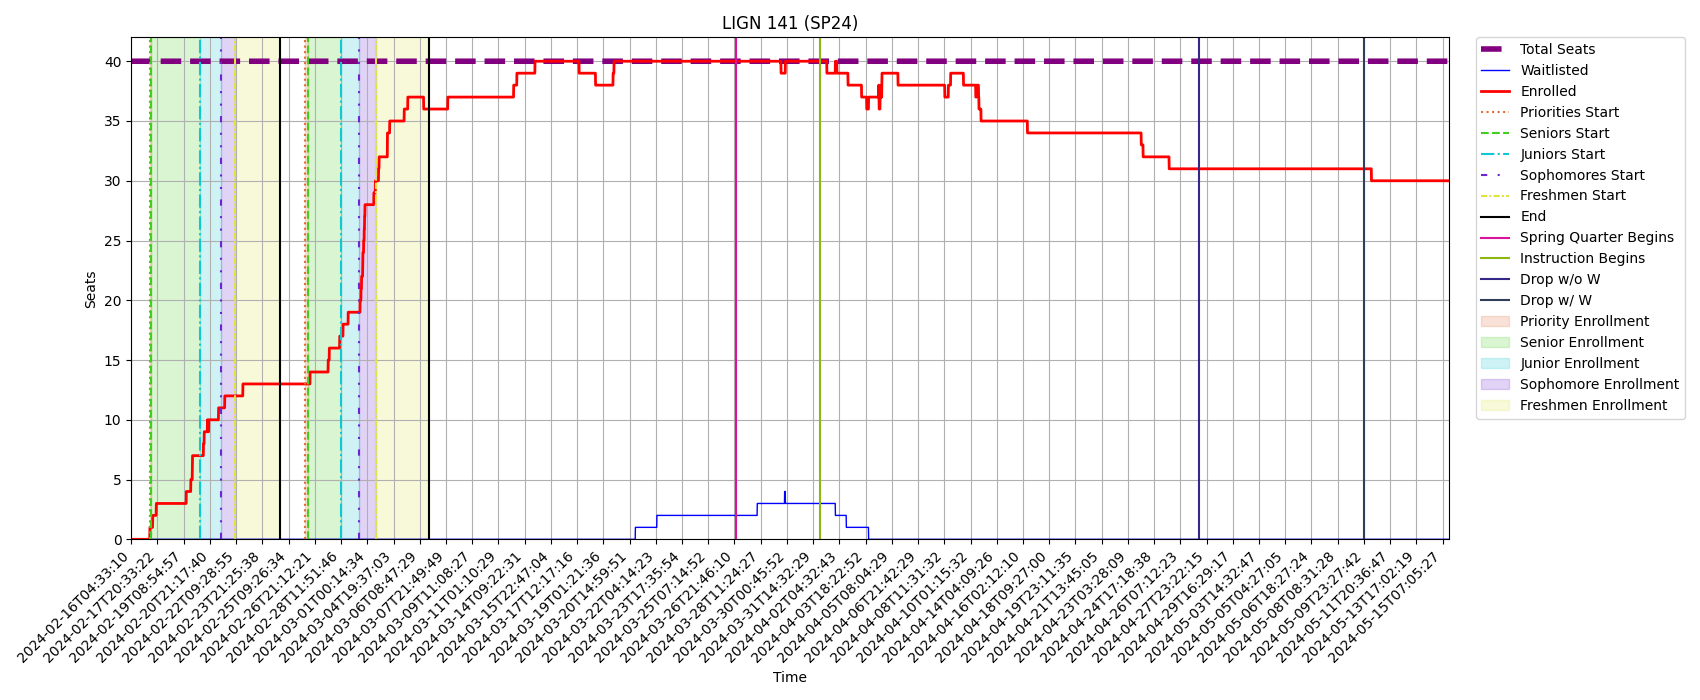 LIGN 141 (SP24)
Seats
40
35
30
25
20
15
10
5
0
2024-02-16T04:33:10
2024-02-17T20:33:22
2024-02-19T08:54:57
2024-02-20T21:17:40
2024-02-22T09:28:55
2024-02-23T21:25:38
2024-02-25T09:26:34
2024-02-26T21:12:21
2024-02-28T11:51:46
2024-03-01T00:14:34
2024-03-04T19:37:03
2024-03-06T08:47:29
2024-03-07T21:49:49
2024-03-11T01:10:29
2024-03-14T09:22:31
2024-03-15T22:47:04
2024-03-17T12:17:16
2024-03-19T01:21:36
2024-03-20T14:59:51
2024-03-22T04:14:23
2024-03-23T17:35:54
2024-03-25T07:14:52
2024-03-26T21:46:10
2024-03-28T11:24:27
2024-03-30T00:45:52
2024-03-31T14:32:29
2024-04-02T04:32:43
2024-04-05T18:22:52
2024-04-05T08:04:29
2024-04-06T21:42:29
2024-04-08T11:31:32
2024-04-10T01:15:32
2024-04-14T04:09:26
2024-04-16T02:12:10
2024-04-18T09:27:00
2024-04-19T23:11:35
2024-04-21T13:45:05
2024-04-23T03:28:09
2024-04-24T17:18:38
2024-04-26T07:12:23
2024-04-27T23:22:15
2024-04-29T16:29:17
2024-05-03T14:32:47
2024-05-05T04:27:05
2024-05-06T18:27:24
2024-05-08T08:31:28
2024-05-09T23:27:42
2024-05-11T20:36:47
2024-05-13T17:02:19
2024-05-15T07:05:27
Time
Total Seats
Waitlisted
Enrolled
Priorities Start
Seniors Start
Juniors Start
Sophomores Start
Freshmen Start
End
Spring Quarter Begins
Instruction Begins
Drop w/o W
Drop w/ W
Priority Enrollment
Senior Enrollment
Junior Enrollment
Sophomore Enrollment
Freshmen Enrollment